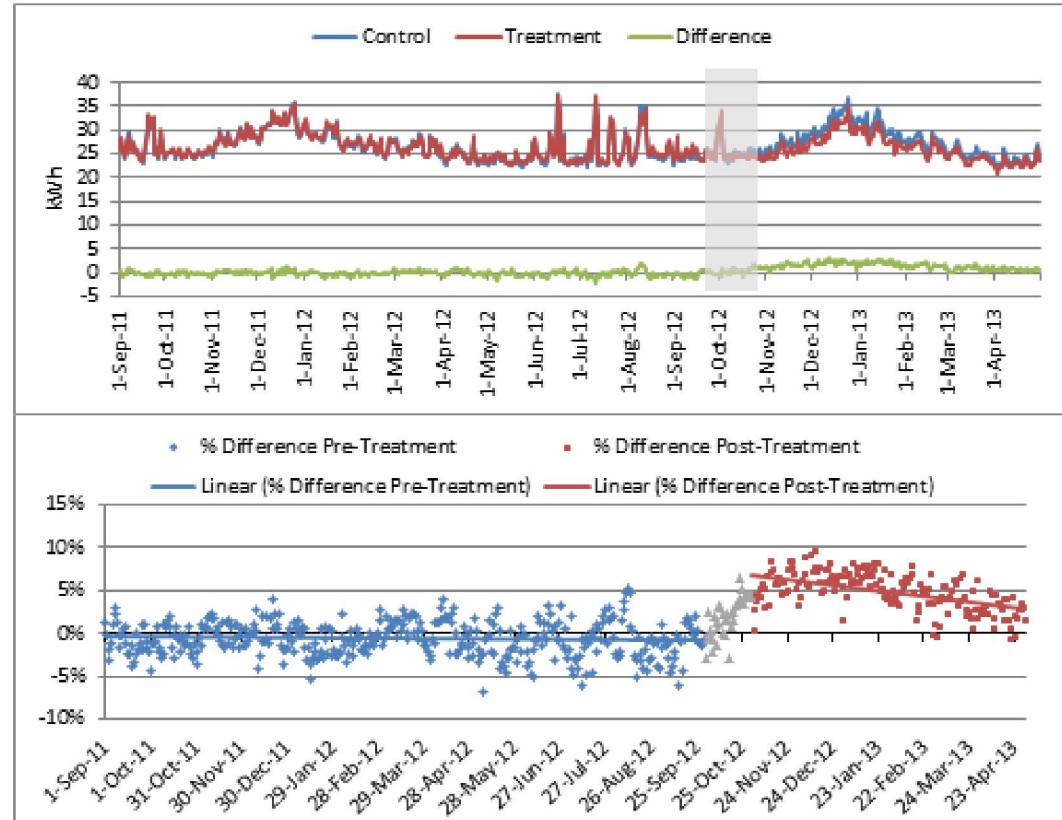 Control Treatment Difference
40
35
30
25
20
15
10
5
0
-5
kWh
1-Sep-11
1-Oct-11
1-Nov-11
1-Dec-11
1-Jan-12
1-Feb-12
1-Mar-12
1-Apr-12
1-May-12
1-Jun-12
1-Jul-12
1-Aug-12
1-Sep-12
1-Oct-12
1-Nov-12
1-Dec-12
1-Jan-13
1-Feb-13
1-Mar-13
1-Apr-13
% Difference Pre-Treatment % Difference Post-Treatment
Linear (% Difference Pre-Treatment) Linear (% Difference Post-Treatment)
15%
10%
5%
0%
-5%
-10%
1-Sep-11
1-Oct-11
31-Oct-11
30-Nov-11
30-Dec-11
29-Jan-12
28-Feb-12
29-Mar-12
28-Apr-12
28-May-12
27-Jun-12
27-Jul-12
26-Aug-12
25-Sep-12
25-Oct-12
24-Nov-12
24-Dec-12
23-Jan-13
22-Feb-13
24-Mar-13
23-Apr-13